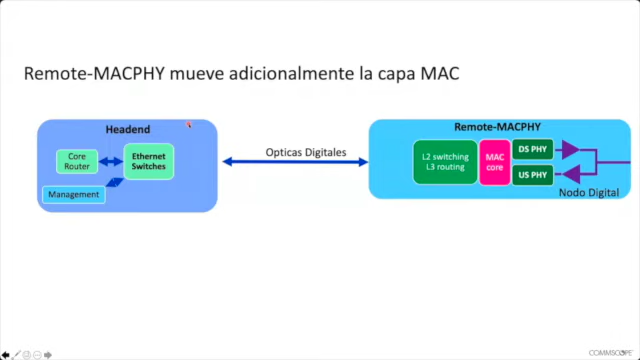 Remote-MACPHY mueve adicionalmente la capa MAC
Headend
Core
Router
Ethernet
Switches
Management
Opticas Digitales
Remote-MACPHY
L2 switching
L3 routing
MAC
core
DS PHY
US PHY
Nodo Digital
COMMSCOPE